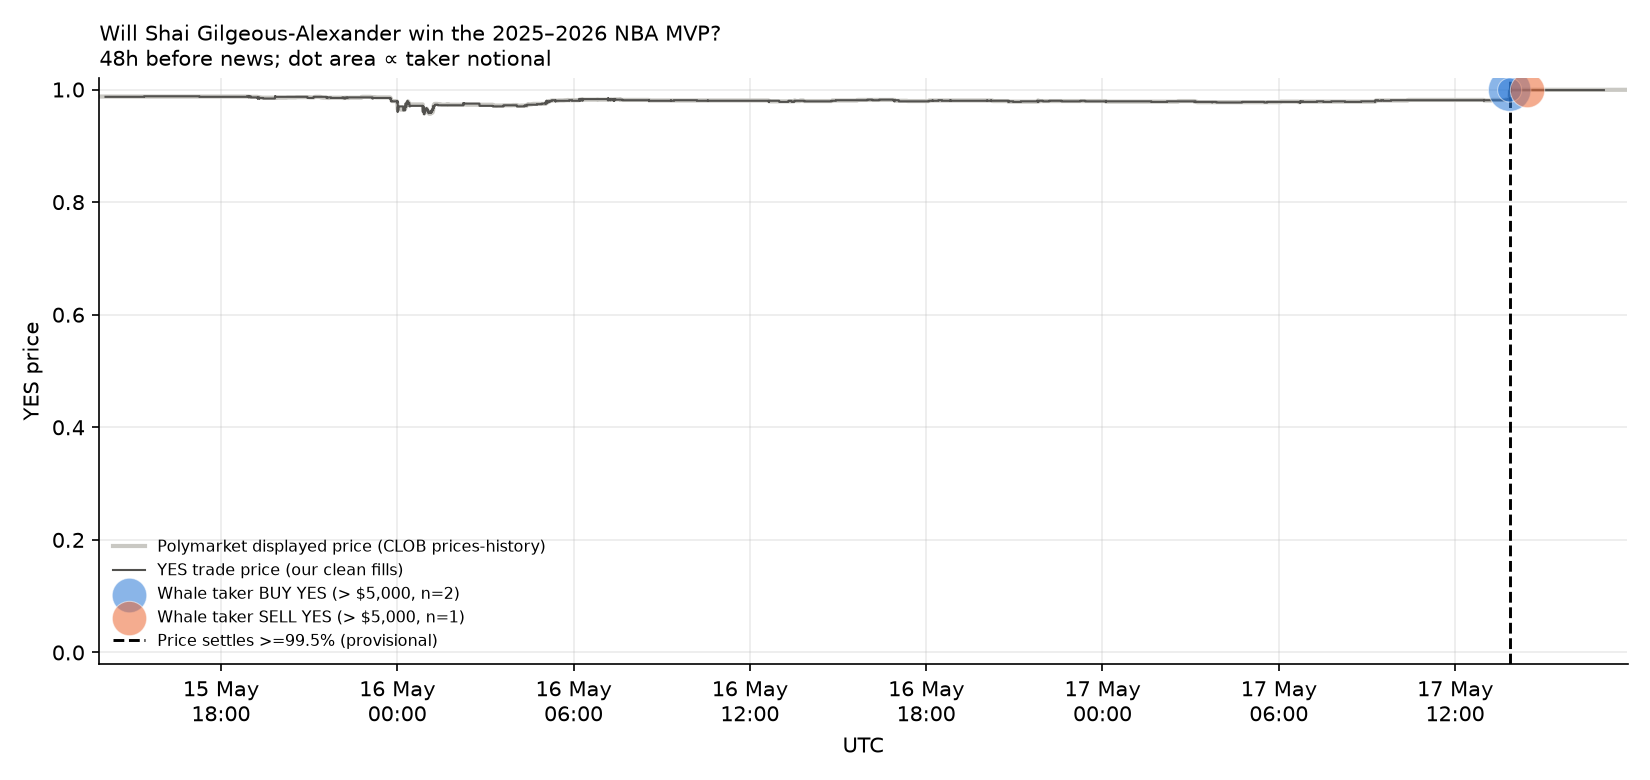 Will Shai Gilgeous-Alexander win the 2025–2026 NBA MVP?
48h before news; dot area ∝ taker notional
YES price
1.0
0.8
0.6
0.4
0.2
0.0
Polymarket displayed price (CLOB prices-history)
YES trade price (our clean fills)
Whale taker BUY YES (> $5,000, n=2)
Whale taker SELL YES (> $5,000, n=1)
Price settles >=99.5% (provisional)
15 May 16 May 16 May 16 May 16 May 17 May 17 May 17 May
18:00 00:00 06:00 12:00 18:00 00:00 06:00 12:00
UTC